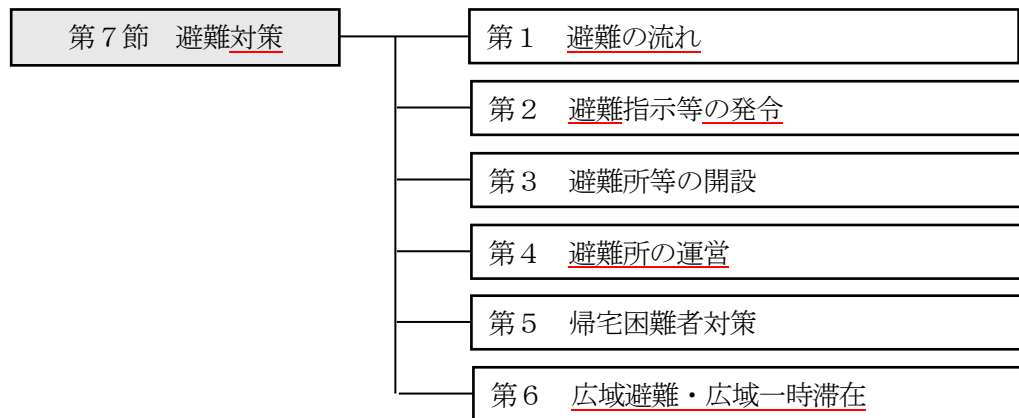 第７節　避難対策
第１　避難の流れ
第２　避難指示等の発令
第３　避難所等の開設
第４　避難所の運営
第５　帰宅困難者対策
第６　広域避難・広域一時滞在